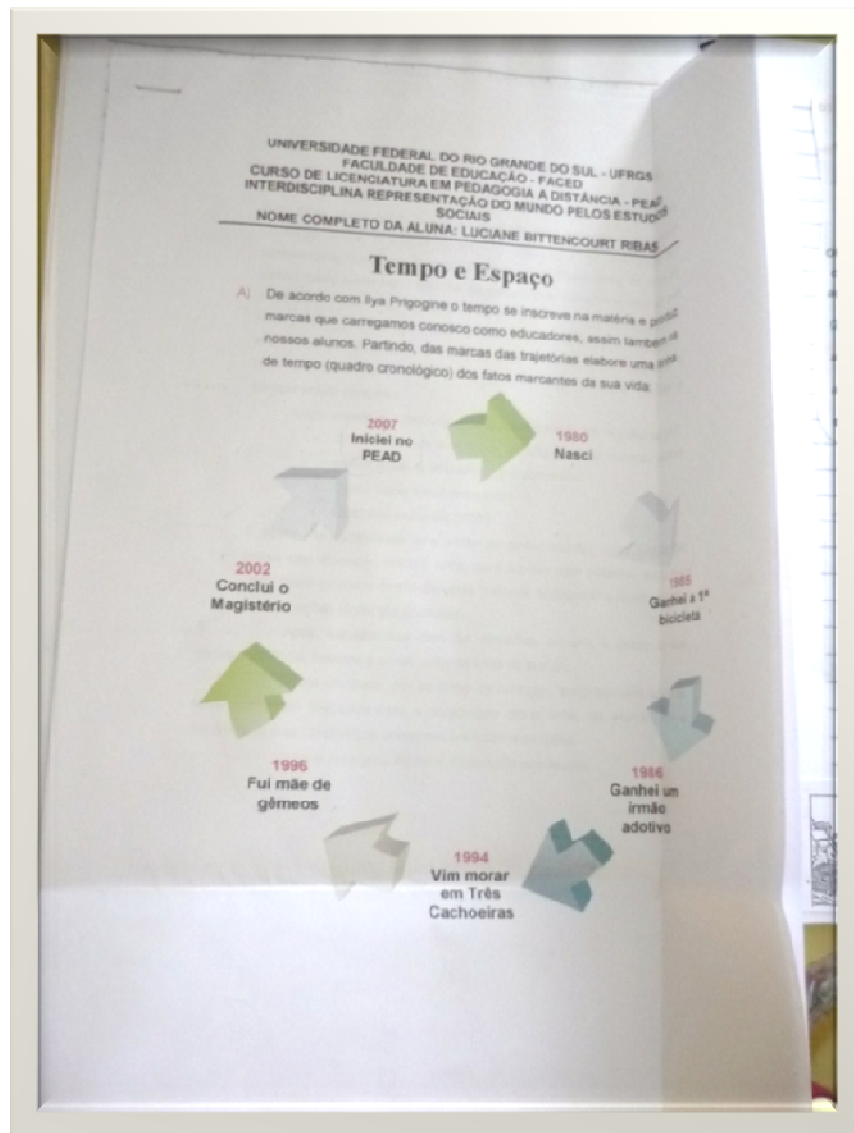 UNIVERSIDADE FEDERAL DO RIO GRANDE DO SUL - UFRGS
FACULDADE DE EDUCAÇÃO - FACED
CURSO DE LICENCIATURA EM PEDAGOGIA A DISTÂNCIA - PEAD
INTERDISCIPLINA REPRESENTAÇÃO DO MUNDO PELOS ESTUDOS
SOCIAIS
NOME COMPLETO DA ALUNA: LUCIANE BITTENCOURT RIBAS
Tempo e Espaço
A) De acordo com Ilya Prigogine o tempo se inscreve na matéria e produz
marcas que carregamos conosco como educadores, assim também
nossos alunos. Partindo, das marcas das trajetórias elabore uma linha
de tempo (quadro cronológico) dos fatos marcantes da sua vida:
1980
Nasci
1985
Ganhei a 1ª
bicicleta
1986
Ganhei um
irmão
adotivo
1994
Vim morar
em Três
Cachoeiras
1996
Fui mãe de
gêmeos
2002
Conclui o
Magistério
2007
Iniciei no
PEAD